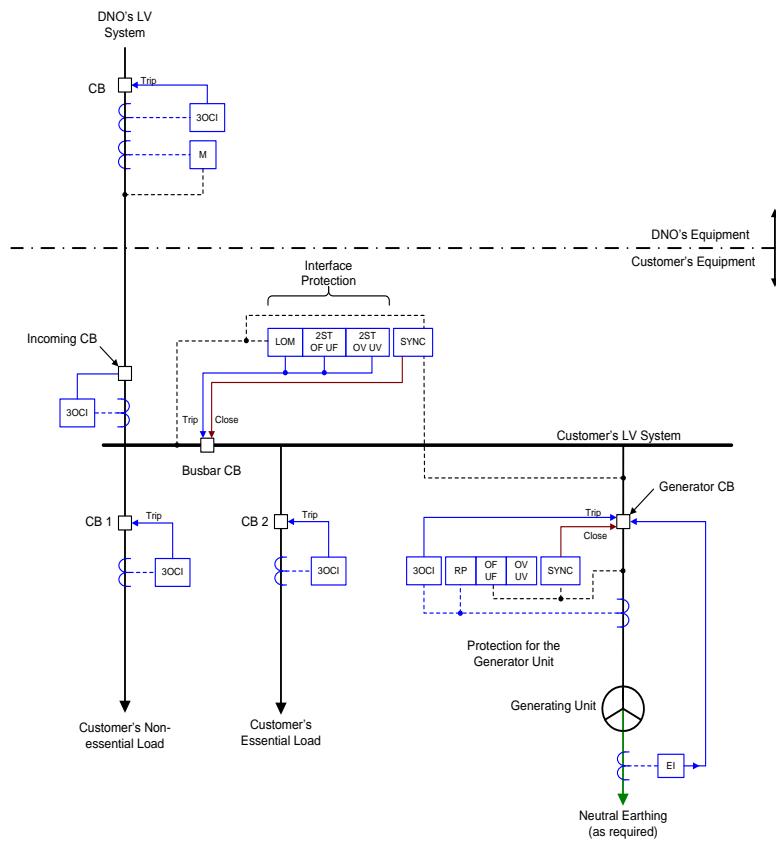 DNO's LV
System
CB
Trip
3OCI
M
DNO's Equipment
Customer's Equipment
Interface
Protection
Incoming CB
LOM
2ST
OF UF
2ST
OV UV
SYNC
3OCI
Trip
Close
Customer's LV System
Busbar CB
Generator CB
CB 1
Trip
CB 2
Trip
Trip
Close
3OCI
3OCI
3OCI
RP
OF
UF
OV
UV
SYNC
Protection for the
Generator Unit
Generating Unit
Customer's Non-
essential Load
Customer's
Essential Load
EI
Neutral Earthing
(as required)